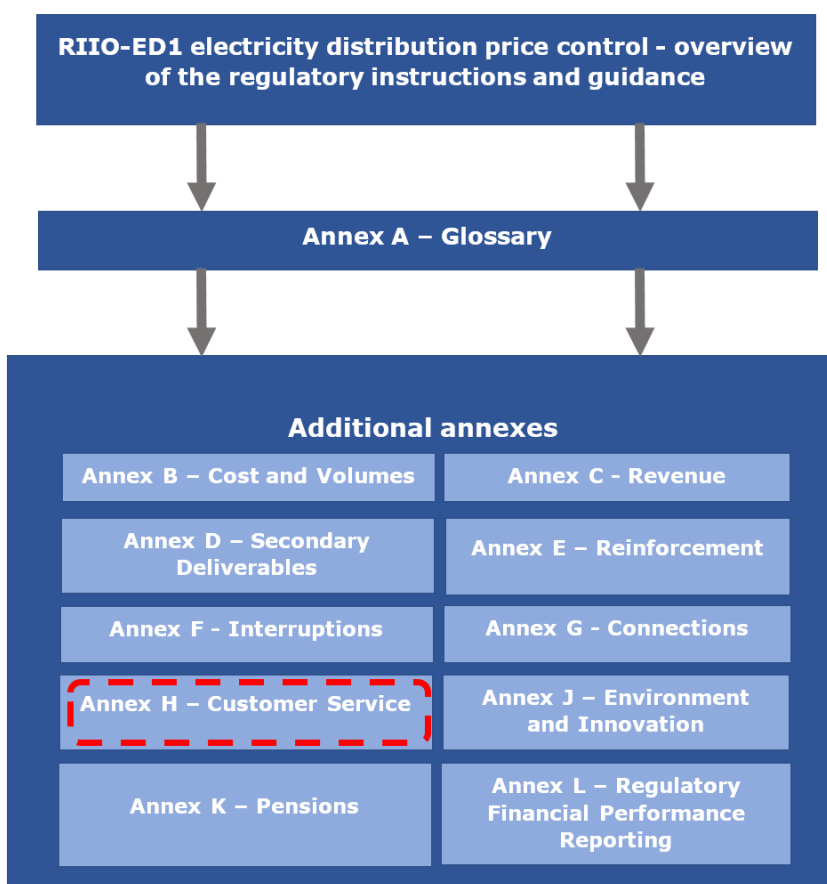 RIIO-ED1 electricity distribution price control - overview
of the regulatory instructions and guidance
Annex A – Glossary
Additional annexes
Annex B – Cost and Volumes
Annex C - Revenue
Annex D – Secondary
Deliverables
Annex E – Reinforcement
Annex F - Interruptions
Annex G - Connections
Annex H – Customer Service
Annex J – Environment
and Innovation
Annex K – Pensions
Annex L – Regulatory
Financial Performance
Reporting